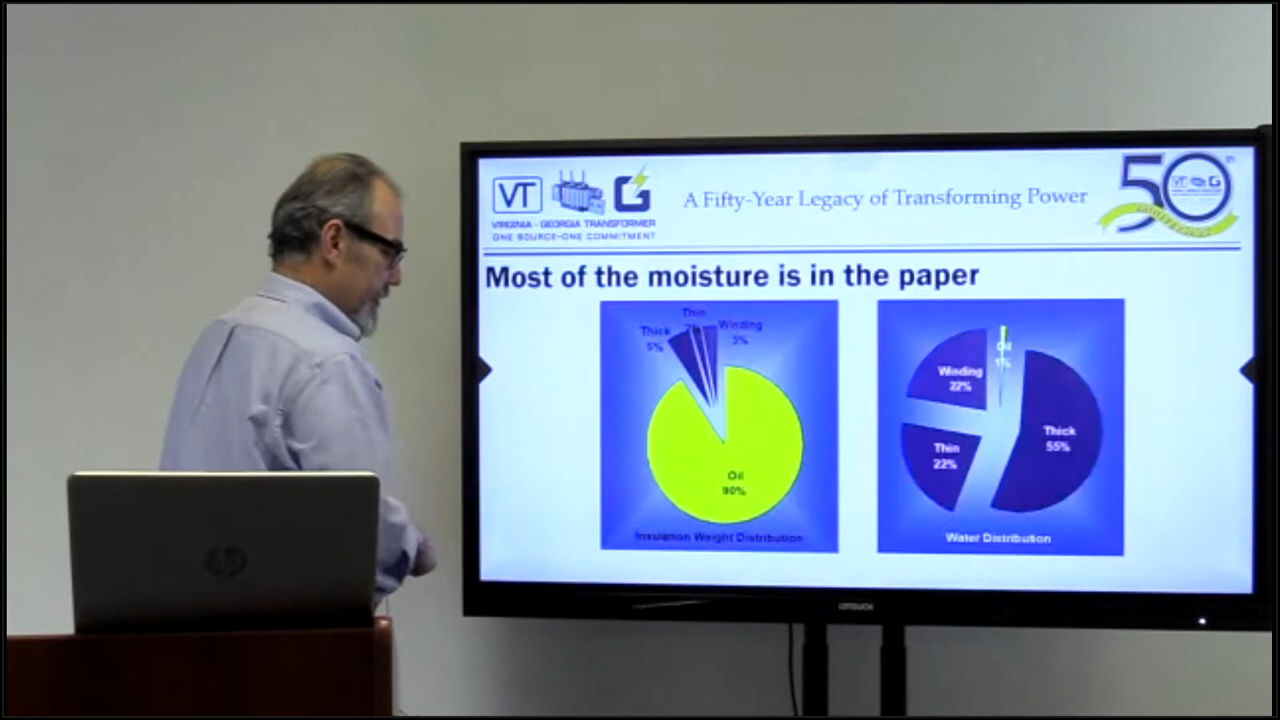 VT
G
VIRGINIA - GEORGIA TRANSFORMER
ONE SOURCE-ONE COMMITMENT
A Fifty-Year Legacy of Transforming Power
50
th
Most of the moisture is in the paper
Thin
Thick
5%
Winding
3%
Oil
90%
Insulation Weight Distribution
Oil
1%
Winding
22%
Thick
55%
Thin
22%
Water Distribution
hp